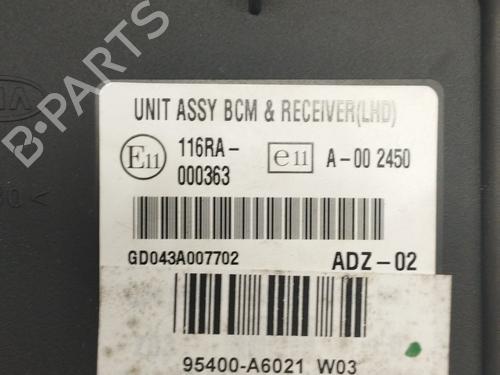 UNIT ASSY BCM & RECEIVER(LHD)
E11 116RA- e11 A-00 2450
000363
GD043A007702 ADZ-02
95400-A6021 W03
B-PARTS